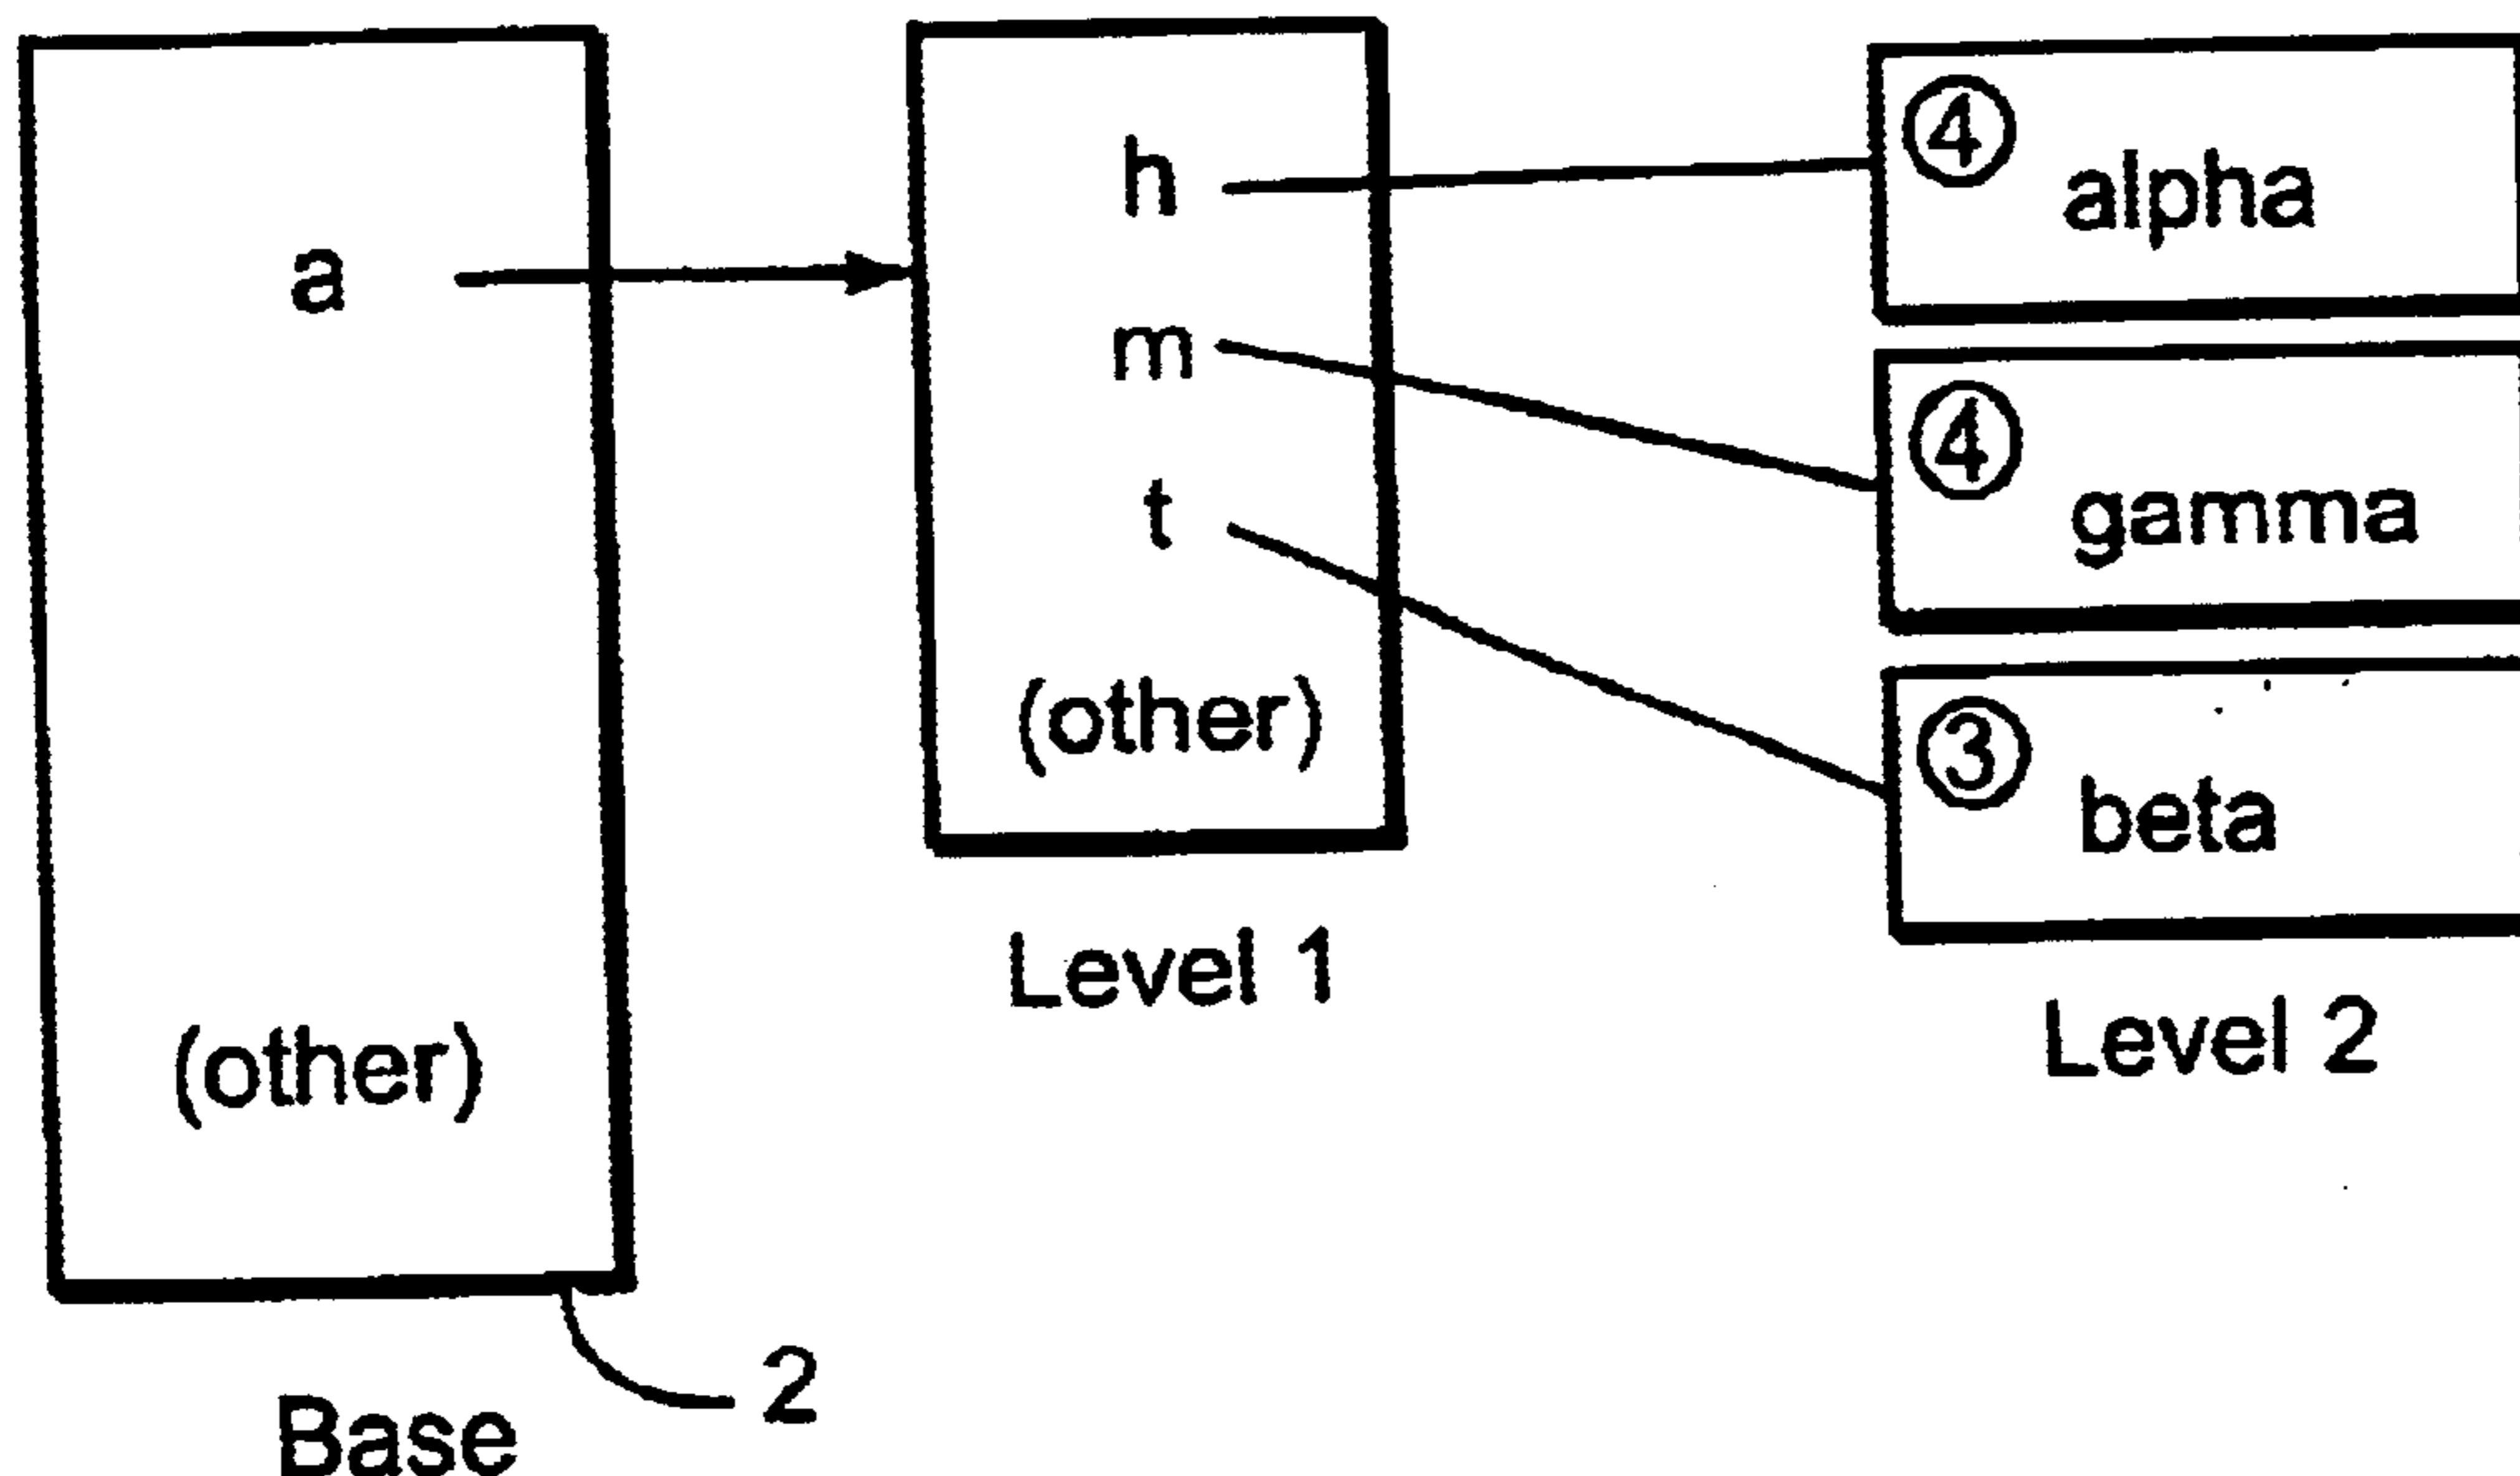 a
(other)
2
Base
h
m
t
(other)
Level 1
④
alpha
④
gamma
③
beta
Level 2